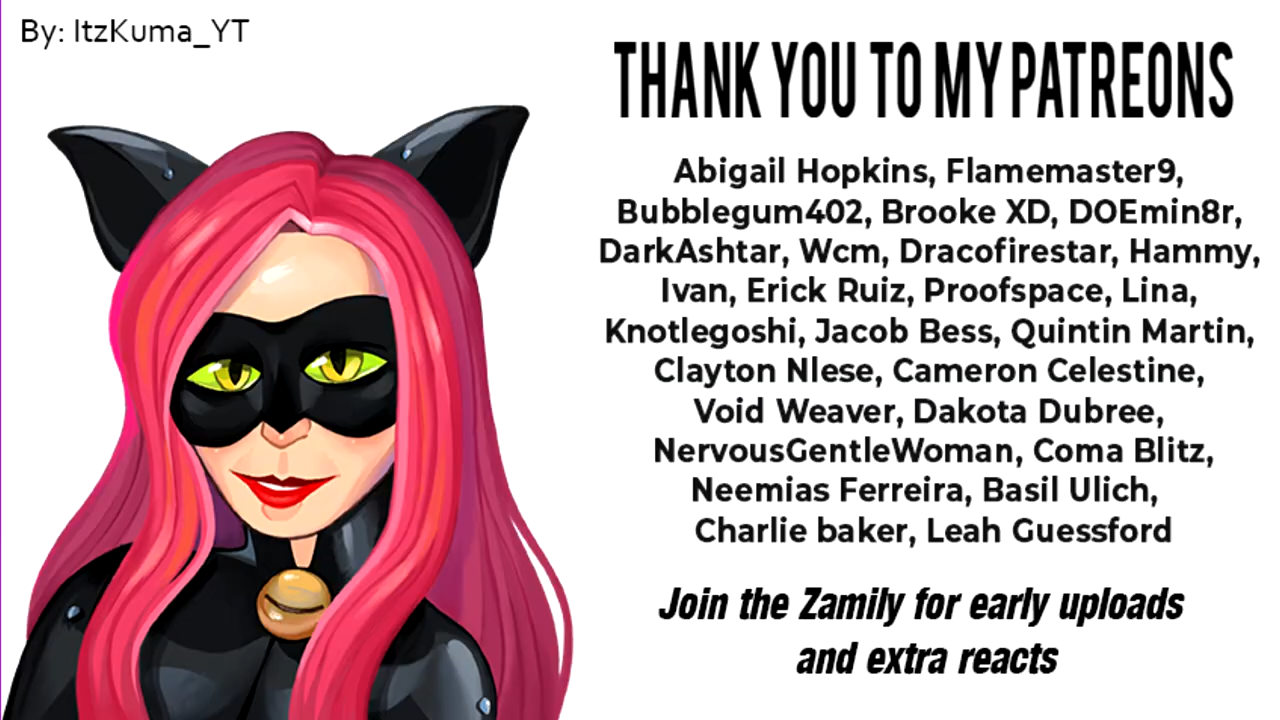 By: ItzKuma_YT
THANK YOU TO MY PATREONS
Abigail Hopkins, Flamemaster9,
Bubblegum402, Brooke XD, DOEmin8r,
DarkAshtar, Wcm, Dracofirestar, Hammy,
Ivan, Erick Ruiz, Proofspace, Lina,
Knotlegoshi, Jacob Bess, Quintin Martin,
Clayton Nlese, Cameron Celestine,
Void Weaver, Dakota Dubree,
NervousGentleWoman, Coma Blitz,
Neemias Ferreira, Basil Ulich,
Charlie baker, Leah Guessford
Join the Zamily for early uploads
and extra reacts